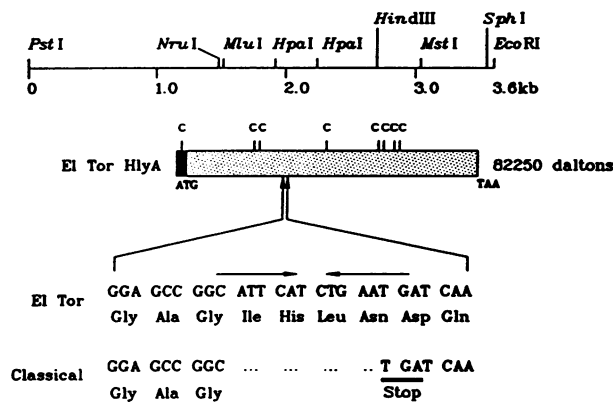 PstI NruI MluI HpaI HpaI HindIII MstI SphI EcoRI
0 1.0 2.0 3.0 3.6kb
C C C C C C C C
El Tor HlyA 82250 daltons
ATG TAA
El Tor GGA GCC GGC ATT CAT CTG AAT GAT CAA
Gly Ala Gly Ile His Leu Asn Asp Gln
Classical GGA GCC GGC ... ... ... .. T GAT CAA
Gly Ala Gly Stop